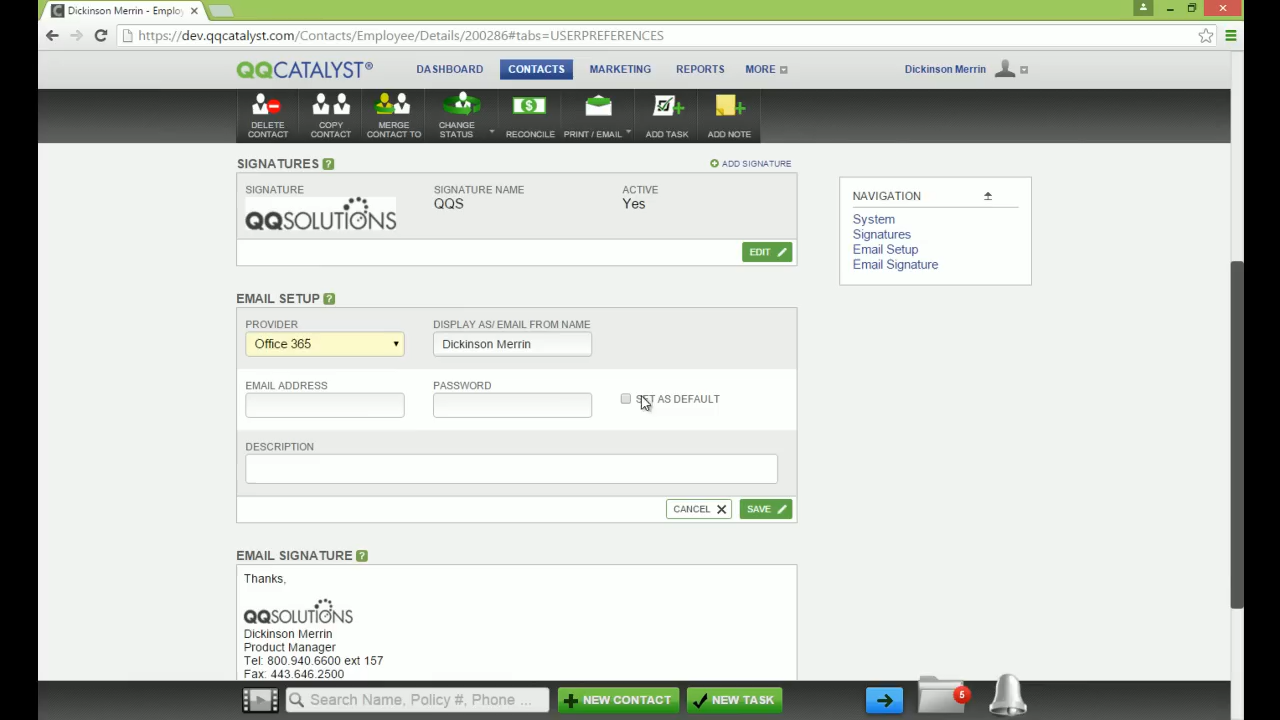 Dickinson Merrin - Emplo
https://dev.qqcatalyst.com/Contacts/Employee/Details/200286#tabs=USERPREFERENCES
QQCATALYST® DASHBOARD CONTACTS MARKETING REPORTS MORE Dickinson Merrin
DELETE CONTACT
COPY CONTACT
MERGE CONTACT TO
CHANGE STATUS
RECONCILE
PRINT / EMAIL
ADD TASK
ADD NOTE
SIGNATURES ? ADD SIGNATURE
SIGNATURE SIGNATURE NAME ACTIVE
QQSOLUTIONS QQS Yes
EDIT
NAVIGATION
System
Signatures
Email Setup
Email Signature
EMAIL SETUP ?
PROVIDER DISPLAY AS/ EMAIL FROM NAME
Office 365 Dickinson Merrin
EMAIL ADDRESS PASSWORD
SET AS DEFAULT
DESCRIPTION
CANCEL SAVE
EMAIL SIGNATURE ?
Thanks,
QQSOLUTIONS
Dickinson Merrin
Product Manager
Tel: 800.940.6600 ext 157
Fax: 443.646.2500
Search Name, Policy #, Phone ... NEW CONTACT NEW TASK 5